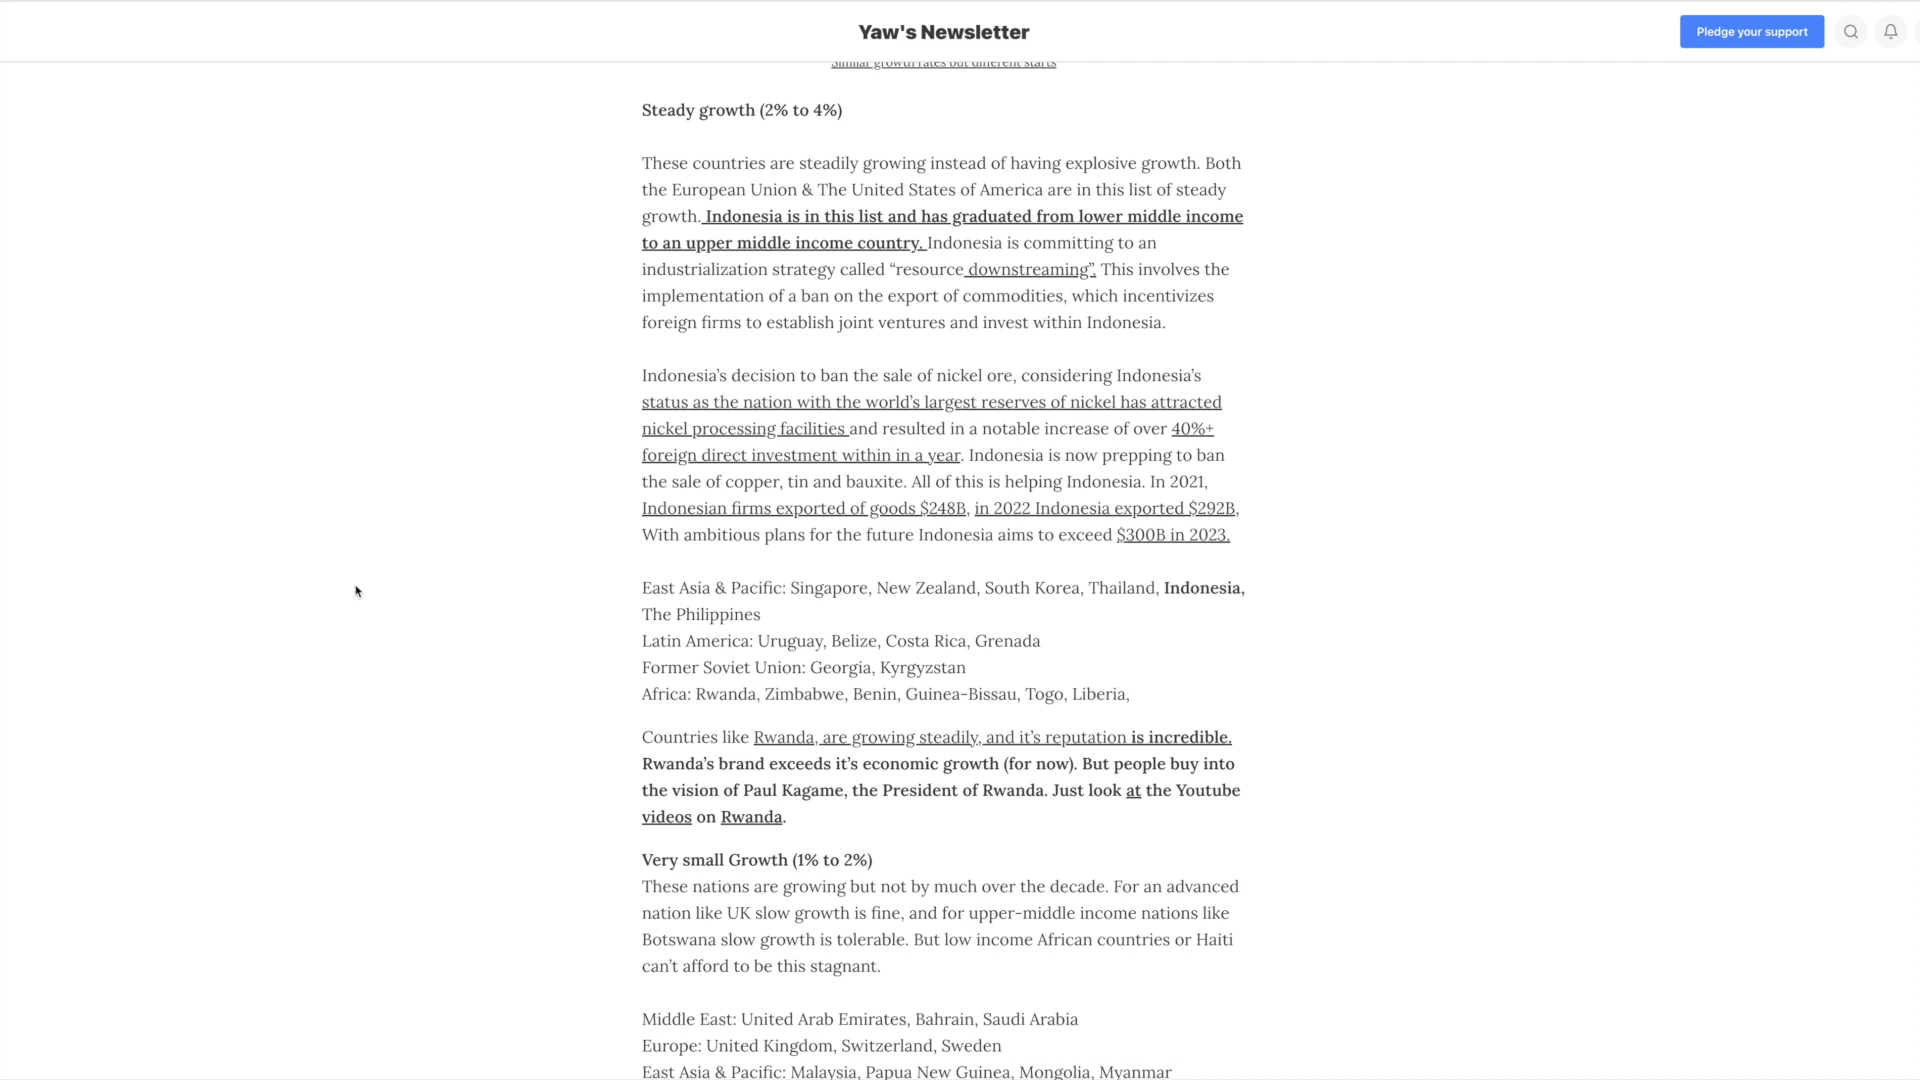 Yaw's Newsletter
Pledge your support
Similar growth rates but different starts
Steady growth (2% to 4%)
These countries are steadily growing instead of having explosive growth. Both
the European Union & The United States of America are in this list of steady
growth. Indonesia is in this list and has graduated from lower middle income
to an upper middle income country. Indonesia is committing to an
industrialization strategy called “resource downstreaming”. This involves the
implementation of a ban on the export of commodities, which incentivizes
foreign firms to establish joint ventures and invest within Indonesia.
Indonesia’s decision to ban the sale of nickel ore, considering Indonesia’s
status as the nation with the world’s largest reserves of nickel has attracted
nickel processing facilities and resulted in a notable increase of over 40%+
foreign direct investment within in a year. Indonesia is now prepping to ban
the sale of copper, tin and bauxite. All of this is helping Indonesia. In 2021,
Indonesian firms exported of goods $248B, in 2022 Indonesia exported $292B,
With ambitious plans for the future Indonesia aims to exceed $300B in 2023.
East Asia & Pacific: Singapore, New Zealand, South Korea, Thailand, Indonesia,
The Philippines
Latin America: Uruguay, Belize, Costa Rica, Grenada
Former Soviet Union: Georgia, Kyrgyzstan
Africa: Rwanda, Zimbabwe, Benin, Guinea-Bissau, Togo, Liberia,
Countries like Rwanda, are growing steadily, and it’s reputation is incredible.
Rwanda’s brand exceeds it’s economic growth (for now). But people buy into
the vision of Paul Kagame, the President of Rwanda. Just look at the Youtube
videos on Rwanda.
Very small Growth (1% to 2%)
These nations are growing but not by much over the decade. For an advanced
nation like UK slow growth is fine, and for upper-middle income nations like
Botswana slow growth is tolerable. But low income African countries or Haiti
can’t afford to be this stagnant.
Middle East: United Arab Emirates, Bahrain, Saudi Arabia
Europe: United Kingdom, Switzerland, Sweden
East Asia & Pacific: Malaysia, Papua New Guinea, Mongolia, Myanmar